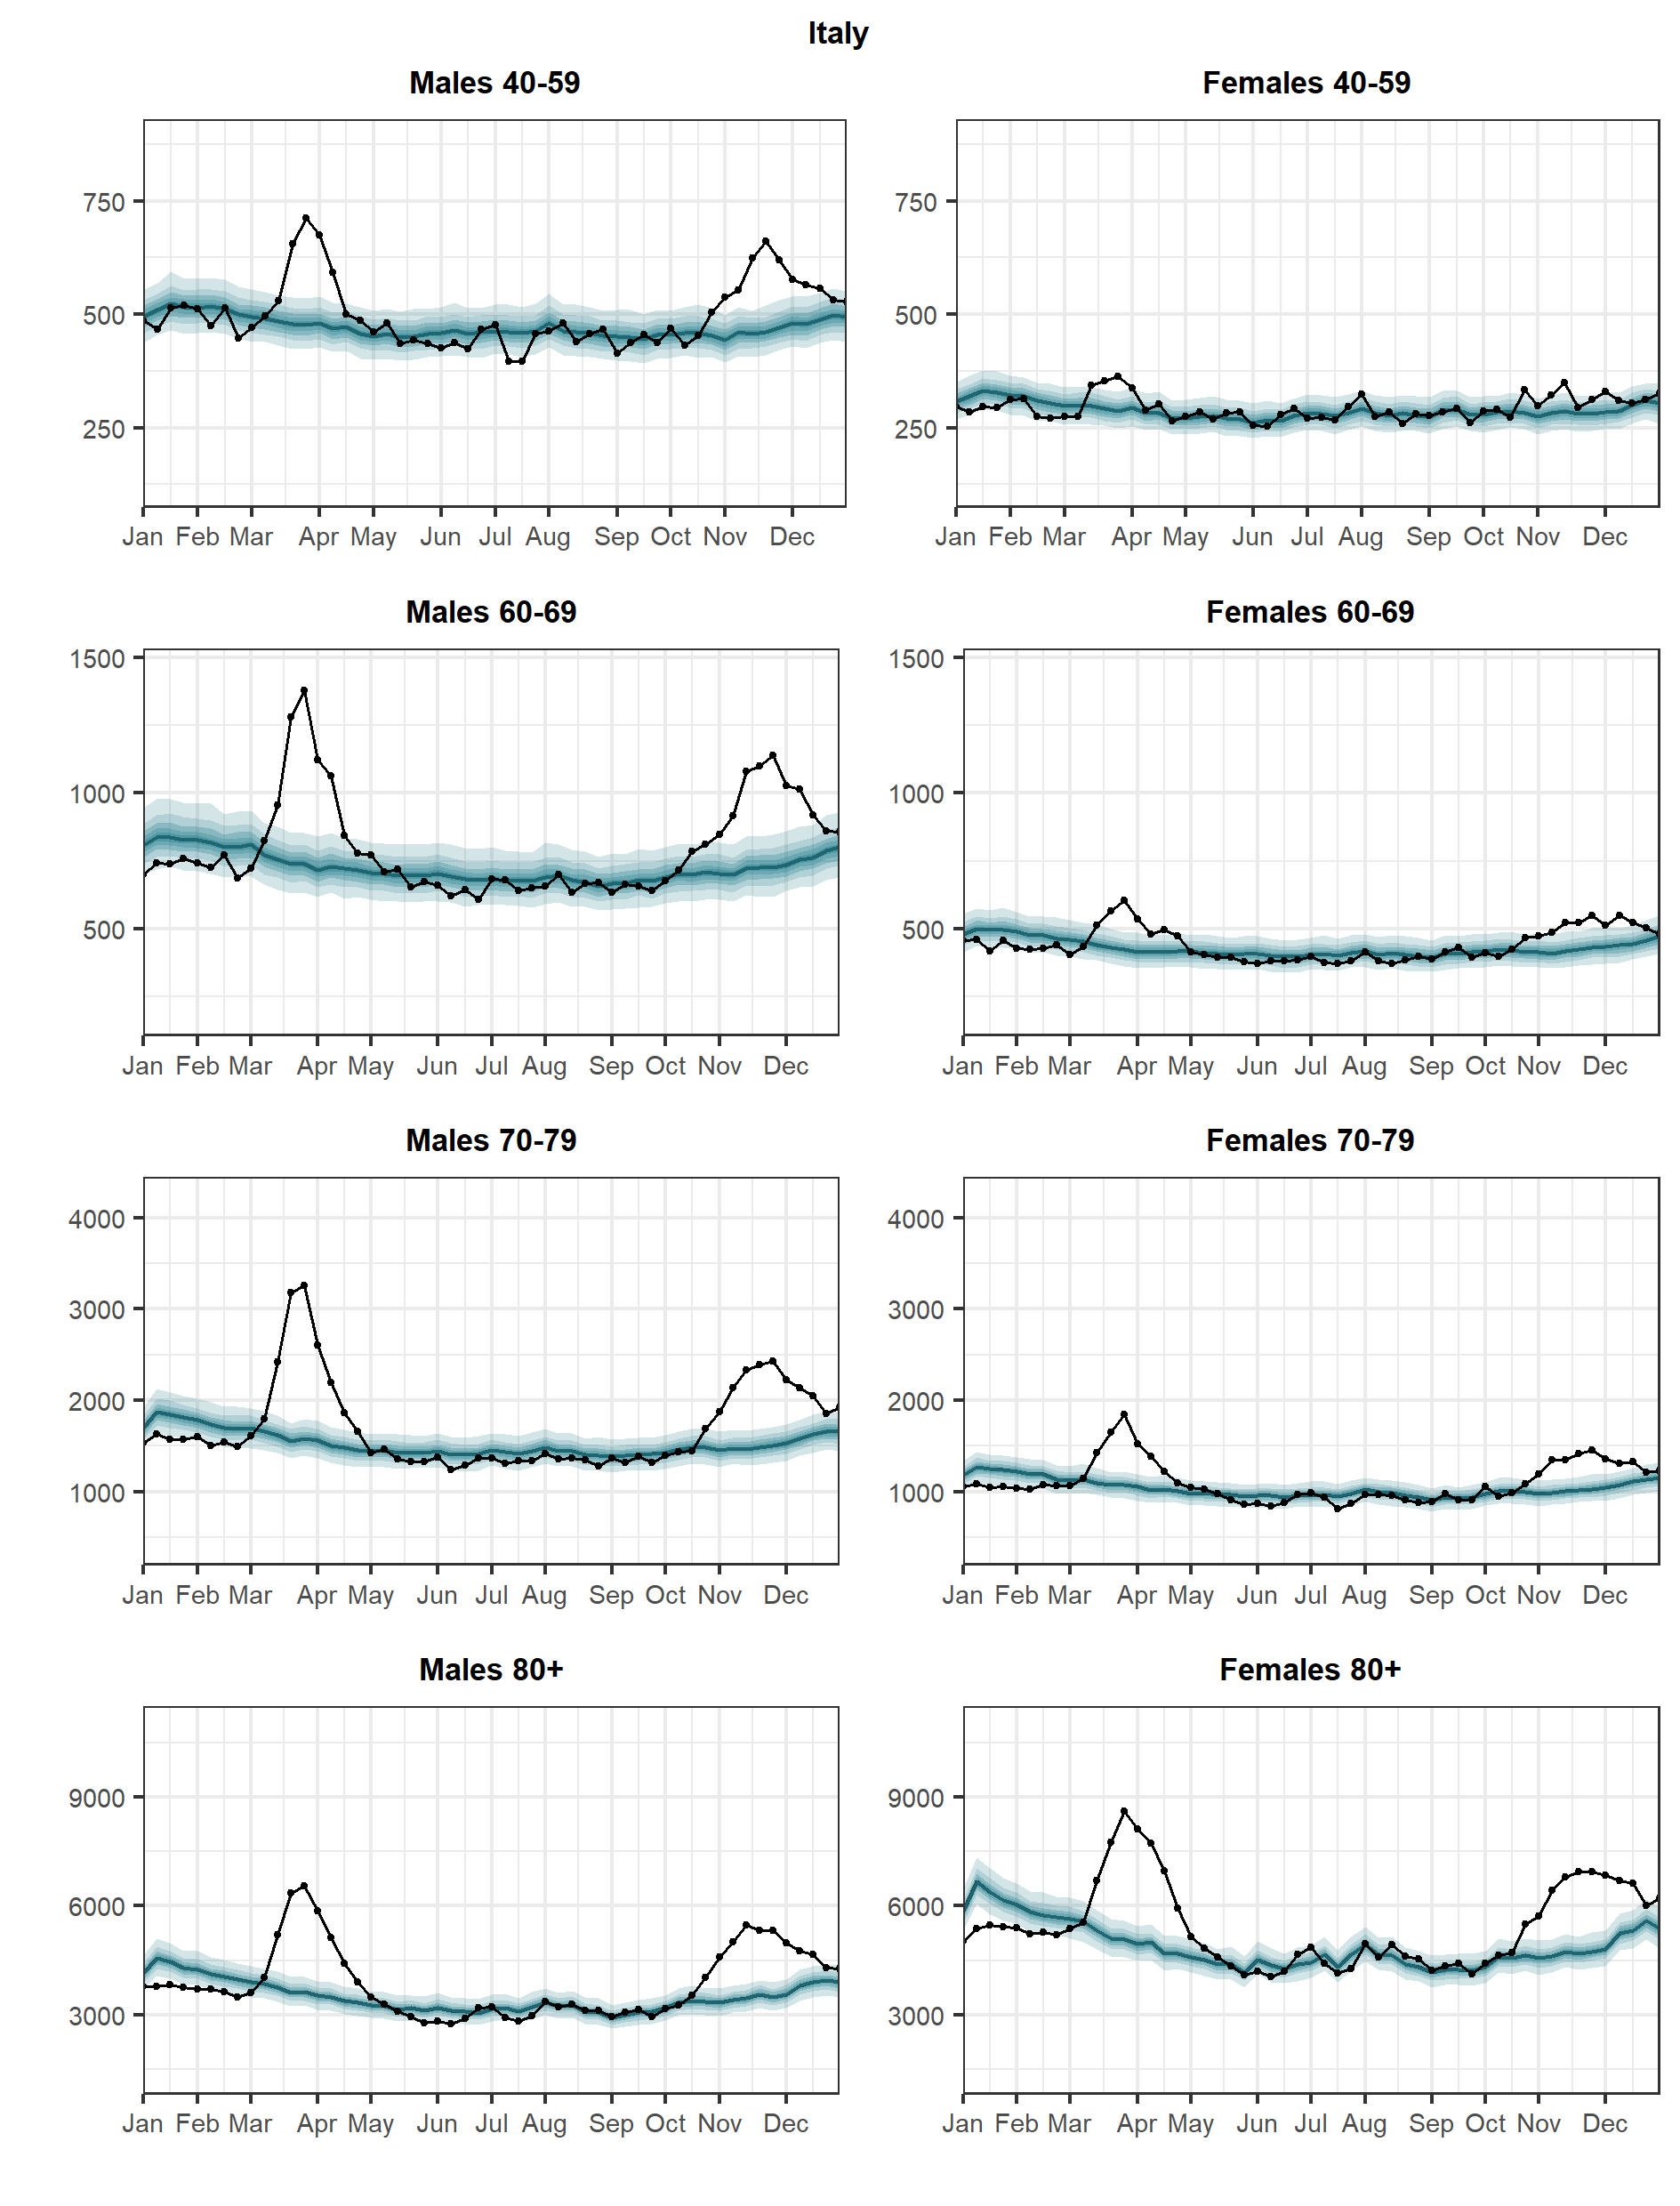 Italy
Males 40-59
Females 40-59
750
500
250
Jan Feb Mar Apr May Jun Jul Aug Sep Oct Nov Dec
750
500
250
Jan Feb Mar Apr May Jun Jul Aug Sep Oct Nov Dec
Males 60-69
Females 60-69
1500
1000
500
Jan Feb Mar Apr May Jun Jul Aug Sep Oct Nov Dec
1500
1000
500
Jan Feb Mar Apr May Jun Jul Aug Sep Oct Nov Dec
Males 70-79
Females 70-79
4000
3000
2000
1000
Jan Feb Mar Apr May Jun Jul Aug Sep Oct Nov Dec
4000
3000
2000
1000
Jan Feb Mar Apr May Jun Jul Aug Sep Oct Nov Dec
Males 80+
Females 80+
9000
6000
3000
Jan Feb Mar Apr May Jun Jul Aug Sep Oct Nov Dec
9000
6000
3000
Jan Feb Mar Apr May Jun Jul Aug Sep Oct Nov Dec